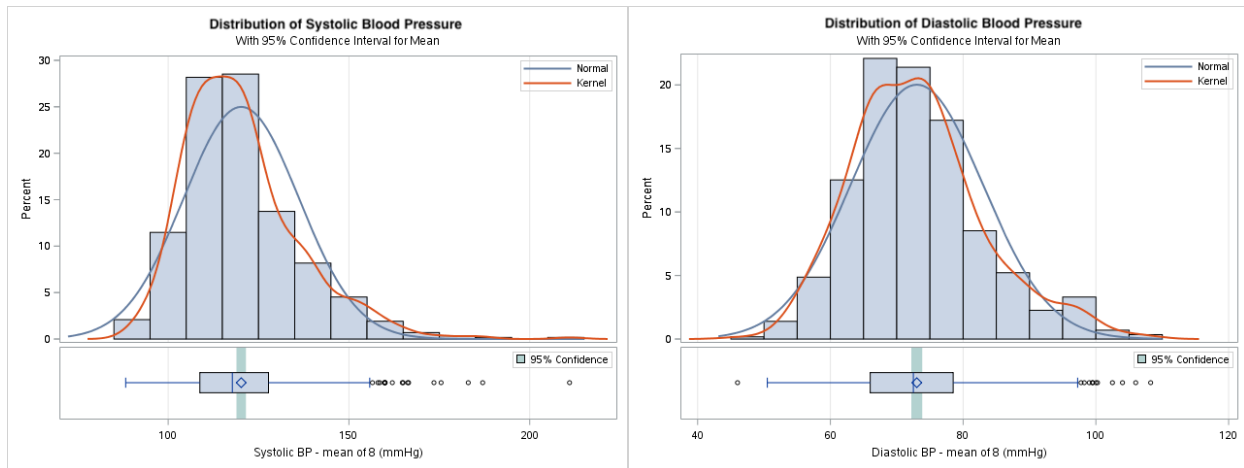 Distribution of Systolic Blood Pressure
With 95% Confidence Interval for Mean
30
25
20
15
10
5
0
Percent
Normal
Kernel
95% Confidence
100
150
200
Systolic BP - mean of 8 (mmHg)
Distribution of Diastolic Blood Pressure
With 95% Confidence Interval for Mean
20
15
10
5
0
Percent
Normal
Kernel
95% Confidence
40
60
80
100
120
Diastolic BP - mean of 8 (mmHg)